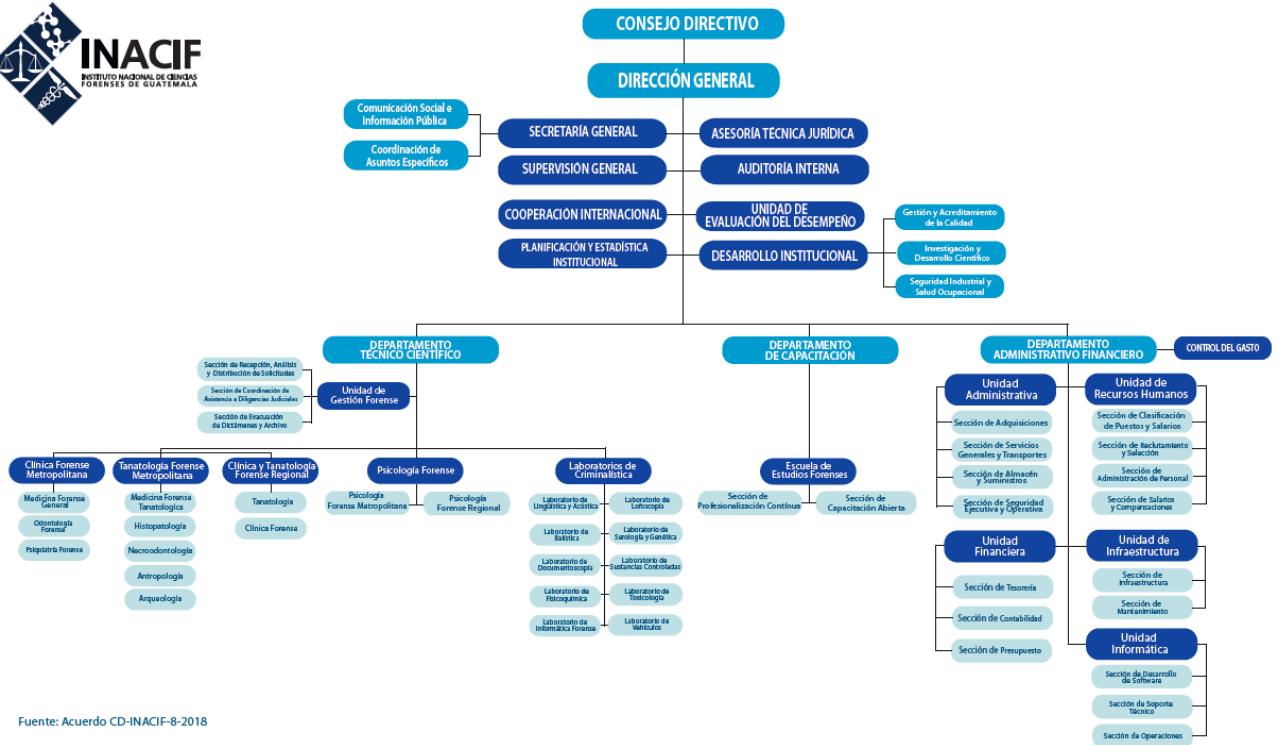 INACIF
INSTITUTO NACIONAL DE CIENCIAS
FORENSES DE GUATEMALA
CONSEJO DIRECTIVO
DIRECCIÓN GENERAL
Comunicación Social e
Información Pública
Coordinación de
Asuntos Específicos
SECRETARÍA GENERAL
ASESORÍA TÉCNICA JURÍDICA
SUPERVISIÓN GENERAL
AUDITORÍA INTERNA
COOPERACIÓN INTERNACIONAL
UNIDAD DE
EVALUACIÓN DEL DESEMPEÑO
PLANIFICACIÓN Y ESTADÍSTICA
INSTITUCIONAL
DESARROLLO INSTITUCIONAL
Gestión y Acreditamiento
de la Calidad
Investigación y
Desarrollo Científico
Seguridad Industrial y
Salud Ocupacional
DEPARTAMENTO
TÉCNICO CIENTÍFICO
DEPARTAMENTO
DE CAPACITACIÓN
DEPARTAMENTO
ADMINISTRATIVO FINANCIERO
CONTROL DEL GASTO
Sección de Recepción, Análisis
y Distribución de Solicitudes
Sección de Coordinación de
Asistencia a Diligencias Judiciales
Sección de Evacuación
de Dictámenes y Archivo
Unidad de
Gestión Forense
Clínica Forense
Metropolitana
Medicina Forense
General
Odontología
Forense
Psiquiatría Forense
Tanatología Forense
Metropolitana
Medicina Forense
Tanatologica
Histopatología
Necroodontología
Antropología
Arqueología
Clínica y Tanatología
Forense Regional
Tanatología
Clínica Forense
Psicología Forense
Psicología
Forense Metropolitana
Psicología
Forense Regional
Laboratorios de
Criminalística
Laboratorio de
Lingüística y Acústica
Laboratorio de
Lofoscopía
Laboratorio de
Balística
Laboratorio de
Serología y Genética
Laboratorio de
Documentoscopía
Laboratorio de
Sustancias Controladas
Laboratorio de
Fisicoquímica
Laboratorio de
Toxicología
Laboratorio de
Informática Forense
Laboratorio de
Vehículos
Escuela de
Estudios Forenses
Sección de
Profesionalización Contínua
Sección de
Capacitación Abierta
Unidad
Administrativa
Sección de Adquisiciones
Sección de Servicios
Generales y Transportes
Sección de Almacén
y Suministros
Sección de Seguridad
Ejecutiva y Operativa
Unidad de
Recursos Humanos
Sección de Clasificación
de Puestos y Salarios
Sección de Reclutamiento
y Selección
Sección de
Administración de Personal
Sección de Salarios
y Compensaciones
Unidad
Financiera
Sección de Tesorería
Sección de Contabilidad
Sección de Presupuesto
Unidad de
Infraestructura
Sección de
Infraestructura
Sección de
Mantenimiento
Unidad
Informática
Sección de Desarrollo
de Software
Sección de Soporte
Técnico
Sección de Operaciones
Fuente: Acuerdo CD-INACIF-8-2018